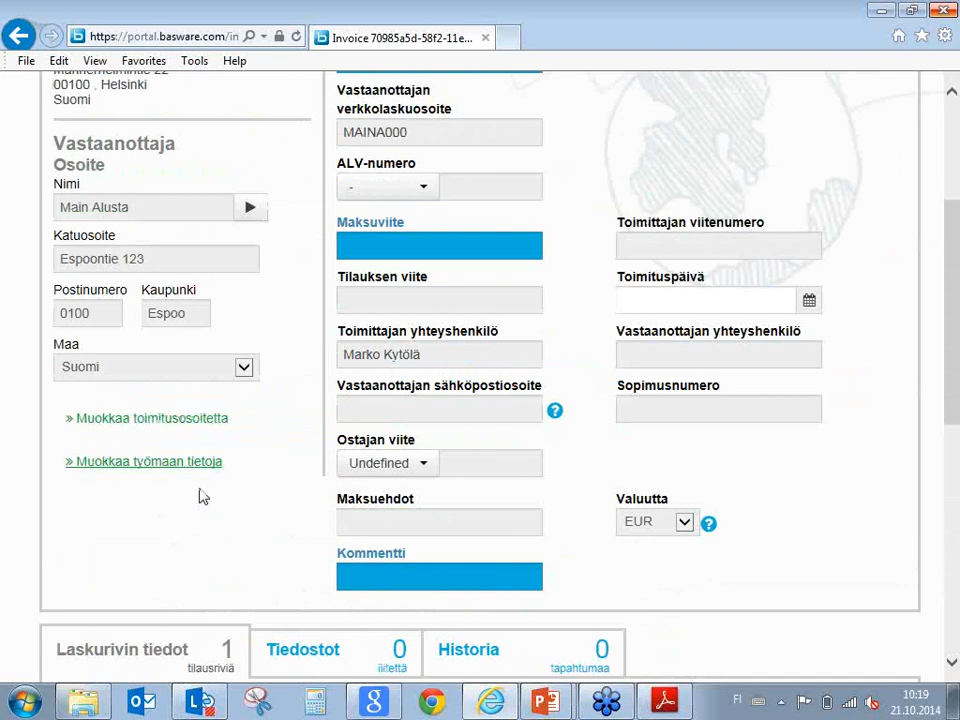 https://portal.basware.com/in
Invoice 70985a5d-58f2-11e...
File Edit View Favorites Tools Help
00100 , Helsinki
Suomi
Vastaanottaja
Osoite
Nimi
Main Alusta
Katuosoite
Espoontie 123
Postinumero Kaupunki
0100 Espoo
Maa
Suomi
» Muokkaa toimitusosoitetta
» Muokkaa työmaan tietoja
Vastaanottajan
verkkolaskuosoite
MAINA000
ALV-numero
-
Maksuviite
Toimittajan viitenumero
Tilauksen viite
Toimituspäivä
Toimittajan yhteyshenkilö
Marko Kytölä
Vastaanottajan yhteyshenkilö
Vastaanottajan sähköpostiosoite
?
Sopimusnumero
Ostajan viite
Undefined
Maksuehdot
Valuutta
EUR
?
Kommentti
Laskurivin tiedot 1
tilausriviä
Tiedostot 0
liitettä
Historia 0
tapahtumaa
FI
10:19
21.10.2014